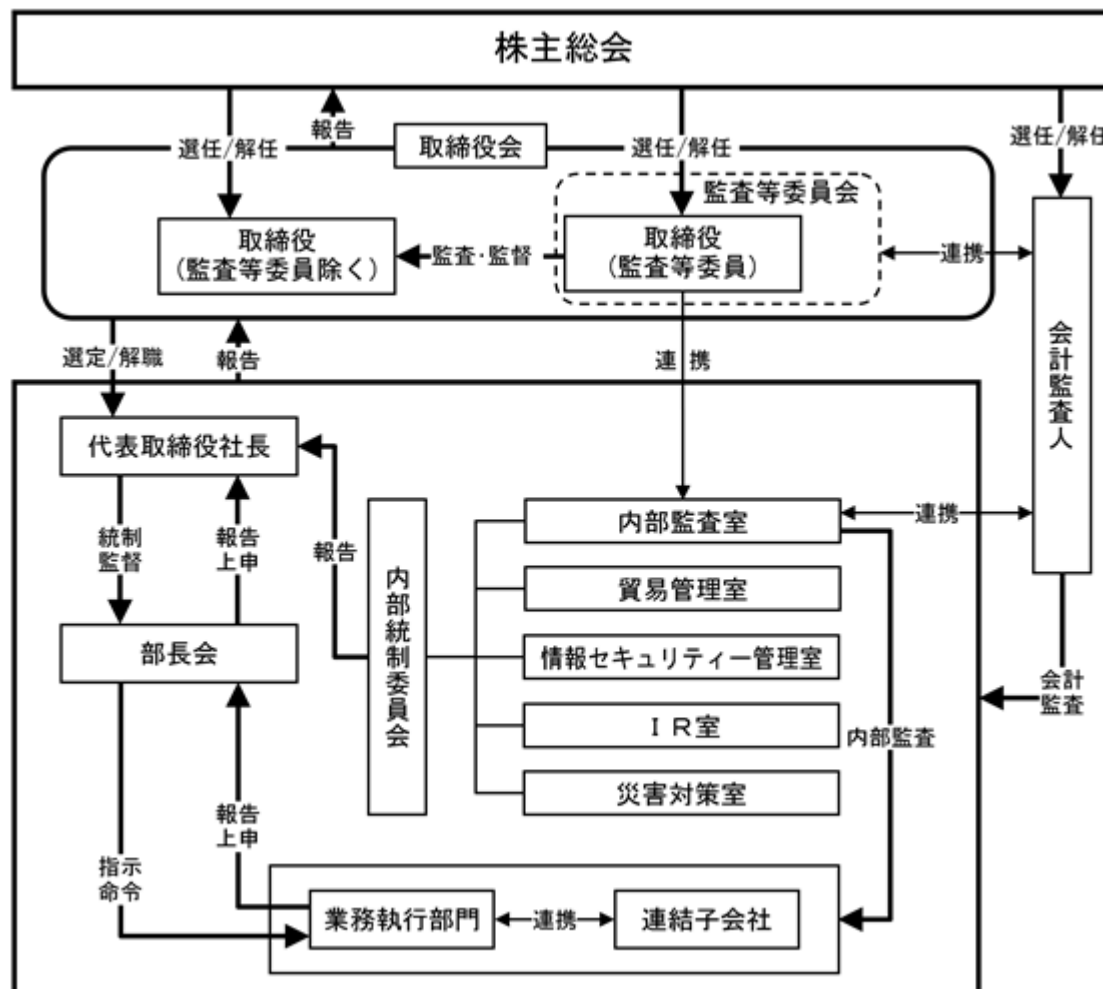 株主総会
報告
選任/解任
取締役会
選任/解任
選任/解任
監査等委員会
取締役
(監査等委員除く)
監査・監督
取締役
(監査等委員)
連携
会計監査人
選定/解職
報告
連 携
代表取締役社長
統制
監督
報告
上申
報告
内部統制委員会
内部監査室
連携
貿易管理室
部長会
情報セキュリティー管理室
会計
監査
IR室
内部監査
災害対策室
報告
上申
指示
命令
業務執行部門
連携
連結子会社